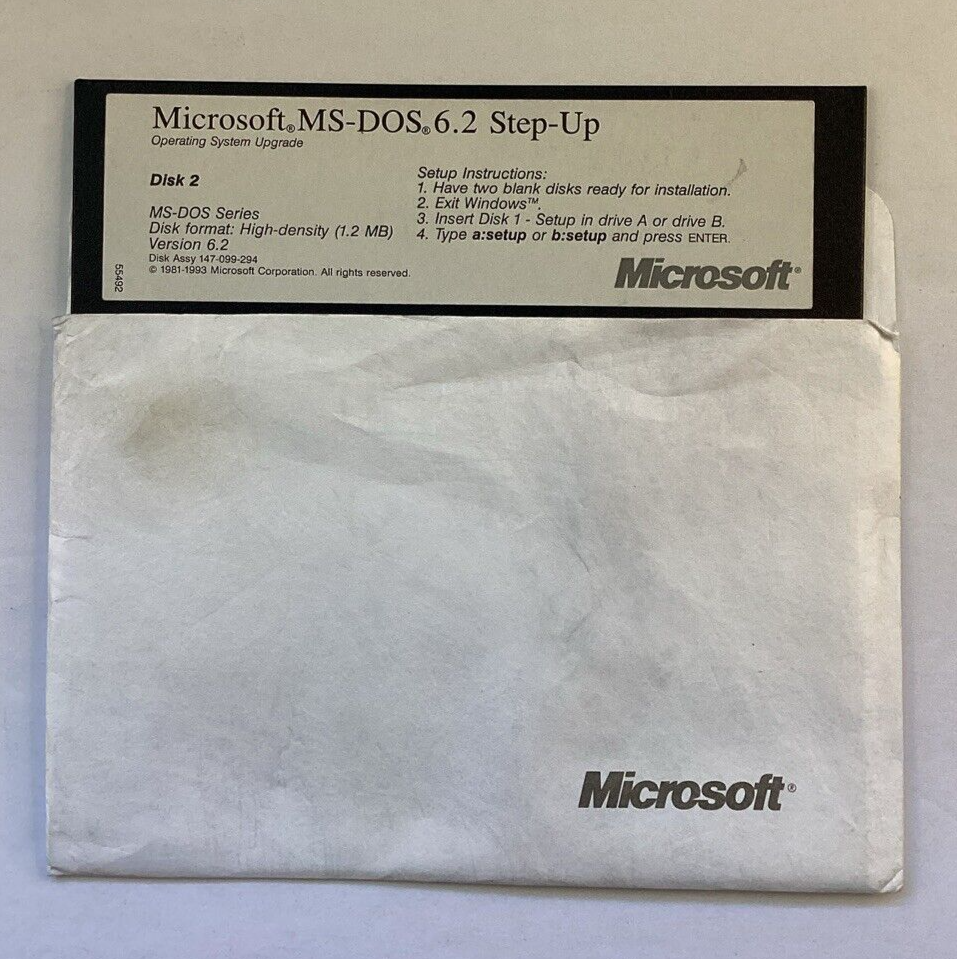 Microsoft® MS-DOS® 6.2 Step-Up
Operating System Upgrade
Disk 2
MS-DOS Series
Disk format: High-density (1.2 MB)
Version 6.2
Disk Assy 147-099-294
© 1981-1993 Microsoft Corporation. All rights reserved.
55492
Setup Instructions:
1. Have two blank disks ready for installation.
2. Exit Windows™.
3. Insert Disk 1 - Setup in drive A or drive B.
4. Type a:setup or b:setup and press ENTER.
Microsoft®
Microsoft®